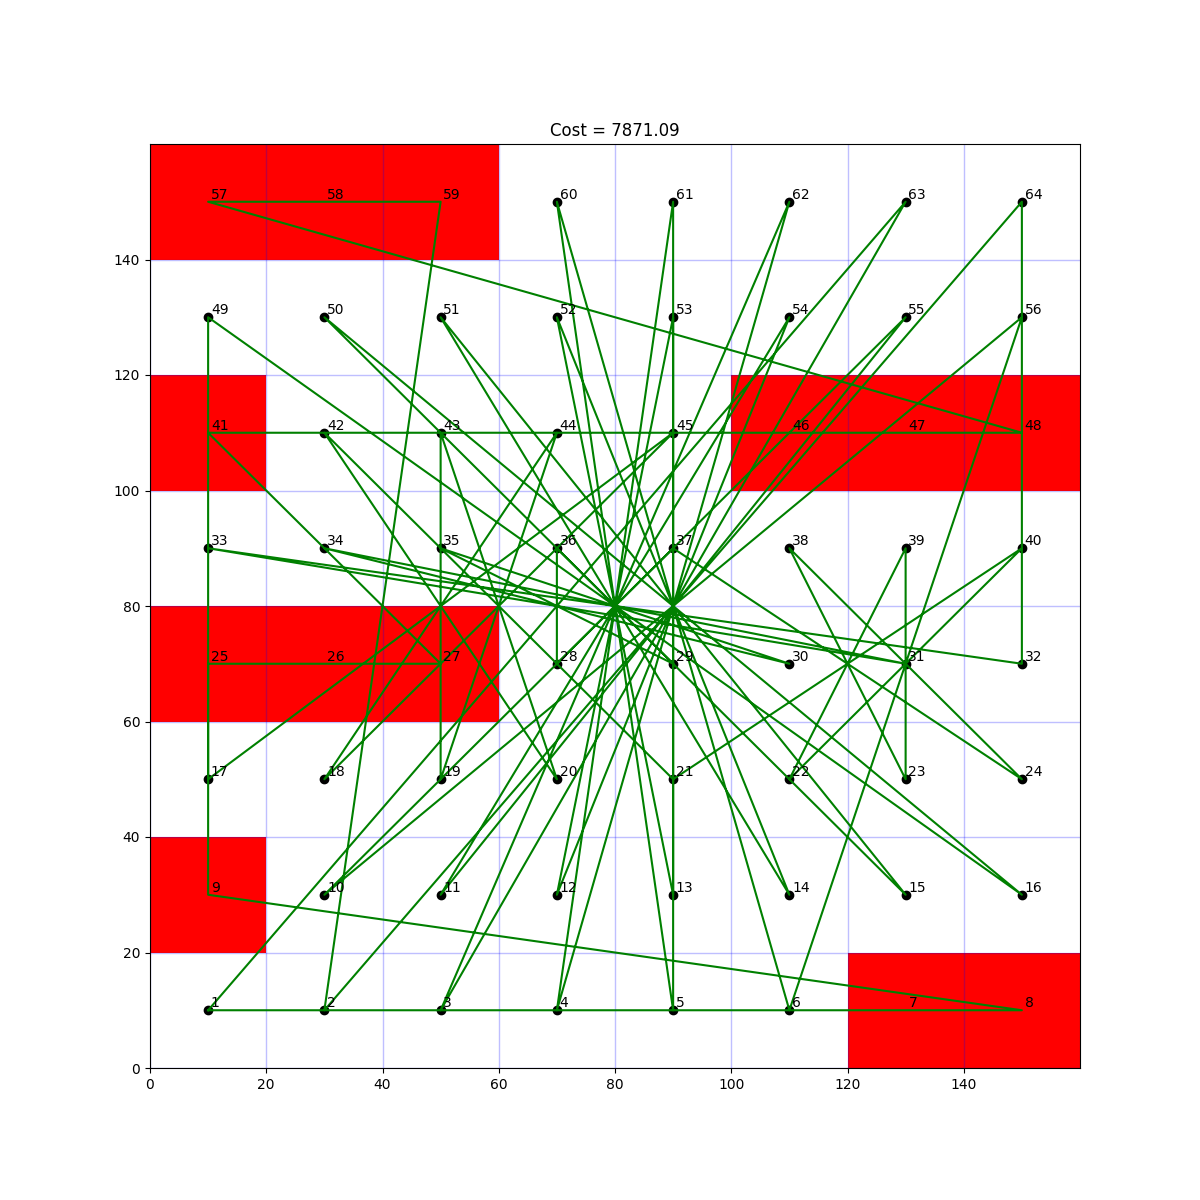 Cost = 7871.09
57 58 59 60 61 62 63 64
140
49 50 51 52 53 54 55 56
120
41 42 43 44 45 46 47 48
100
33 34 35 36 37 38 39 40
80
25 26 27 28 29 30 31 32
60
17 18 19 20 21 22 23 24
40
9 10 11 12 13 14 15 16
20
1 2 3 4 5 6 7 8
0
0 20 40 60 80 100 120 140